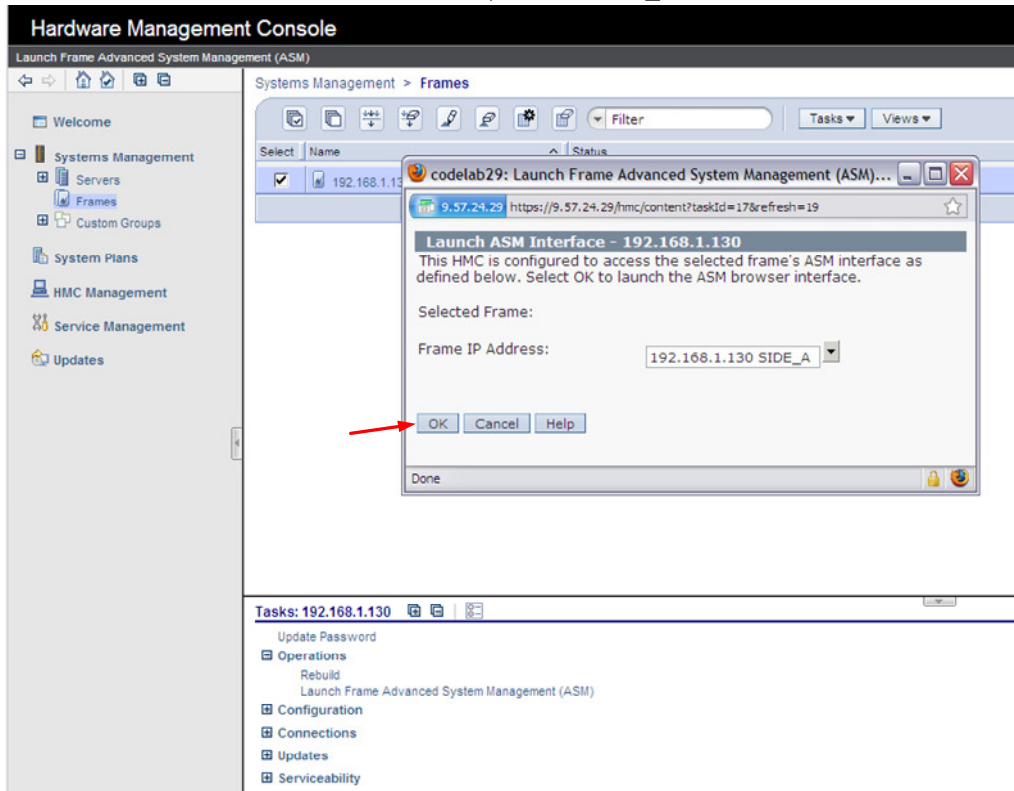 Hardware Management Console
Launch Frame Advanced System Management (ASM)
Systems Management > Frames
Welcome
Systems Management
Servers
Frames
Custom Groups
System Plans
HMC Management
Service Management
Updates
Filter
Tasks
Views
Select Name Status
192.168.1.13
codelab29: Launch Frame Advanced System Management (ASM)...
9.57.24.29 https://9.57.24.29/hmc/content?taskId=17&refresh=19
Launch ASM Interface - 192.168.1.130
This HMC is configured to access the selected frame's ASM interface as
defined below. Select OK to launch the ASM browser interface.
Selected Frame:
Frame IP Address:
192.168.1.130 SIDE_A
OK Cancel Help
Done
Tasks: 192.168.1.130
Update Password
Operations
Rebuild
Launch Frame Advanced System Management (ASM)
Configuration
Connections
Updates
Serviceability